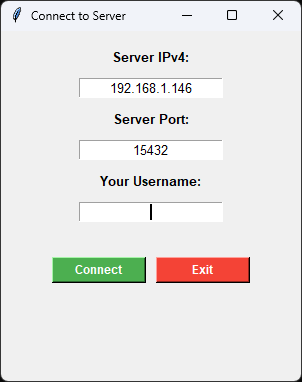 Connect to Server
Server IPv4:
192.168.1.146
Server Port:
15432
Your Username:
Connect
Exit